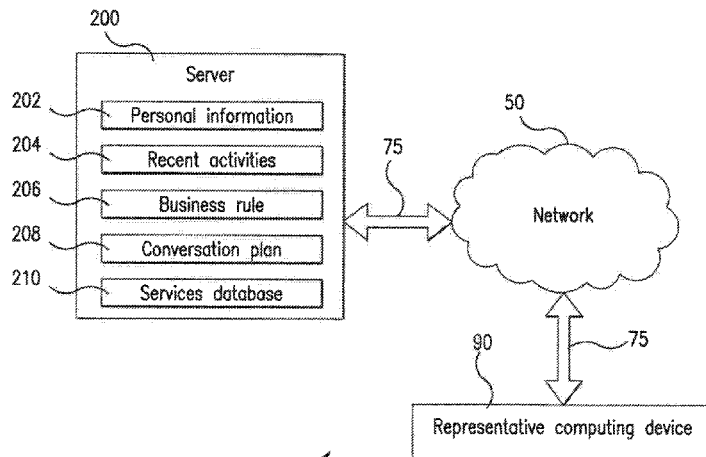 200
Server
202
Personal information
204
Recent activities
206
Business rule
208
Conversation plan
210
Services database
75
50
Network
75
90
Representative computing device